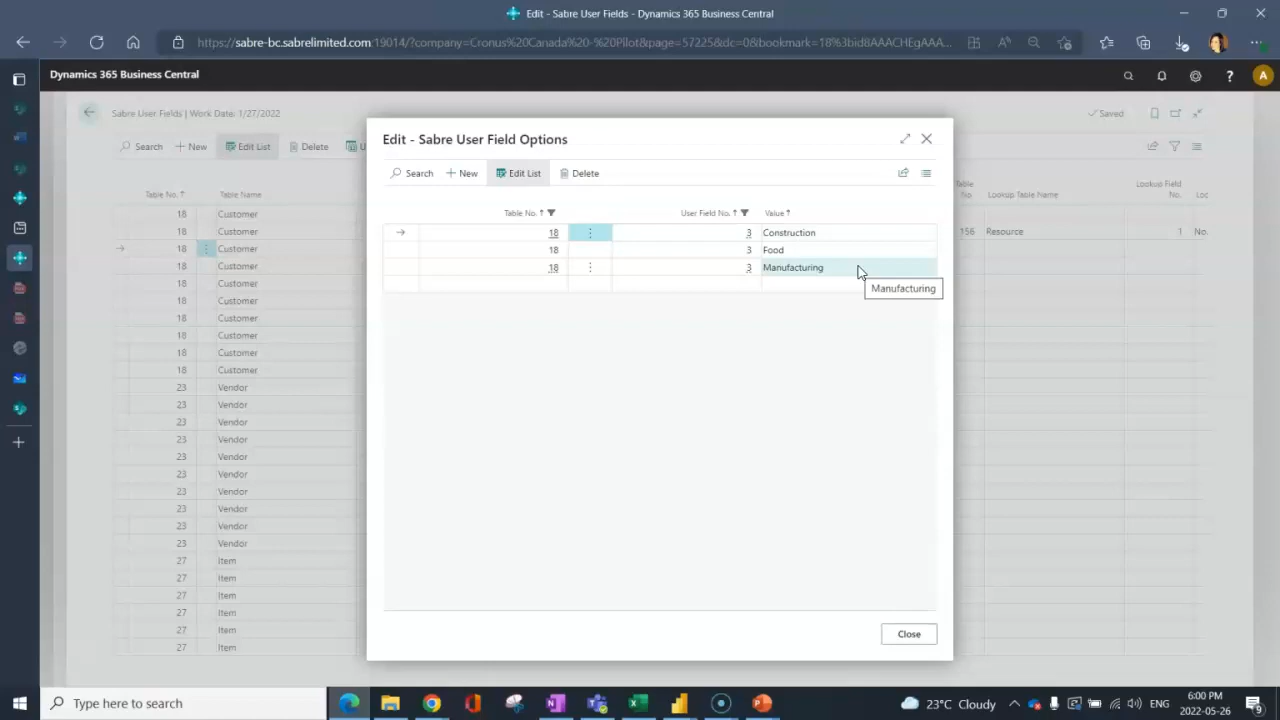 Edit - Sabre User Fields - Dynamics 365 Business Central
https://sabre-bc.sabrelimited.com:19014/?company=Cronus%20Canada%20-%20Pilot&page=57225&dc=0&bookmark=18%3bid8AAACHEgAAA...
Dynamics 365 Business Central
? A
Sabre User Fields | Work Date: 1/27/2022
Saved
Search New Edit List Delete U
Table No. ↑ Table Name
Table No Lookup Table Name Lookup Field No. Loc
18 Customer
18 Customer 156 Resource 1 No.
18 Customer
18 Customer
18 Customer
18 Customer
18 Customer
18 Customer
18 Customer
18 Customer
23 Vendor
23 Vendor
23 Vendor
23 Vendor
23 Vendor
23 Vendor
23 Vendor
23 Vendor
23 Vendor
23 Vendor
27 Item
27 Item
27 Item
27 Item
27 Item
27 Item
Edit - Sabre User Field Options
Search New Edit List Delete
Table No. ↑ User Field No. ↑ Value ↑
18 3 Construction
18 3 Food
18 3 Manufacturing
Manufacturing
Close
Type here to search
23°C Cloudy
ENG
6:00 PM
2022-05-26
9